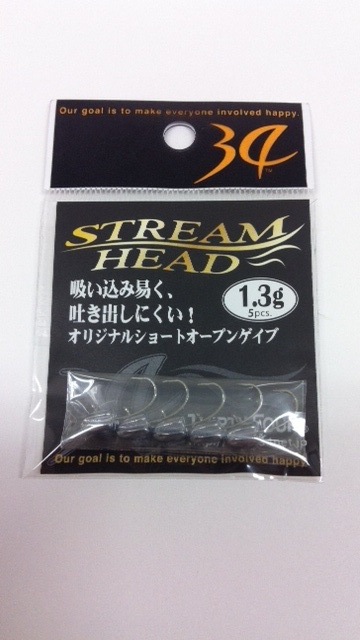 Our goal is to make everyone involved happy.
34
STREAM
HEAD
吸い込み易く、
吐き出しにくい！
オリジナルショートオープンゲイプ
1.3g
5pcs.
Our goal is to make everyone involved happy.